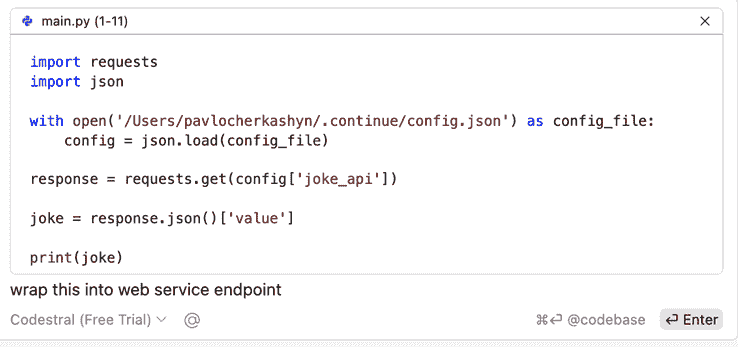 main.py (1-11)
import requests
import json
with open('/Users/pavlocherkashyn/.continue/config.json') as config_file:
    config = json.load(config_file)
response = requests.get(config['joke_api'])
joke = response.json()['value']
print(joke)
wrap this into web service endpoint
Codestral (Free Trial) @ ⌘⏎ @codebase ⏎ Enter